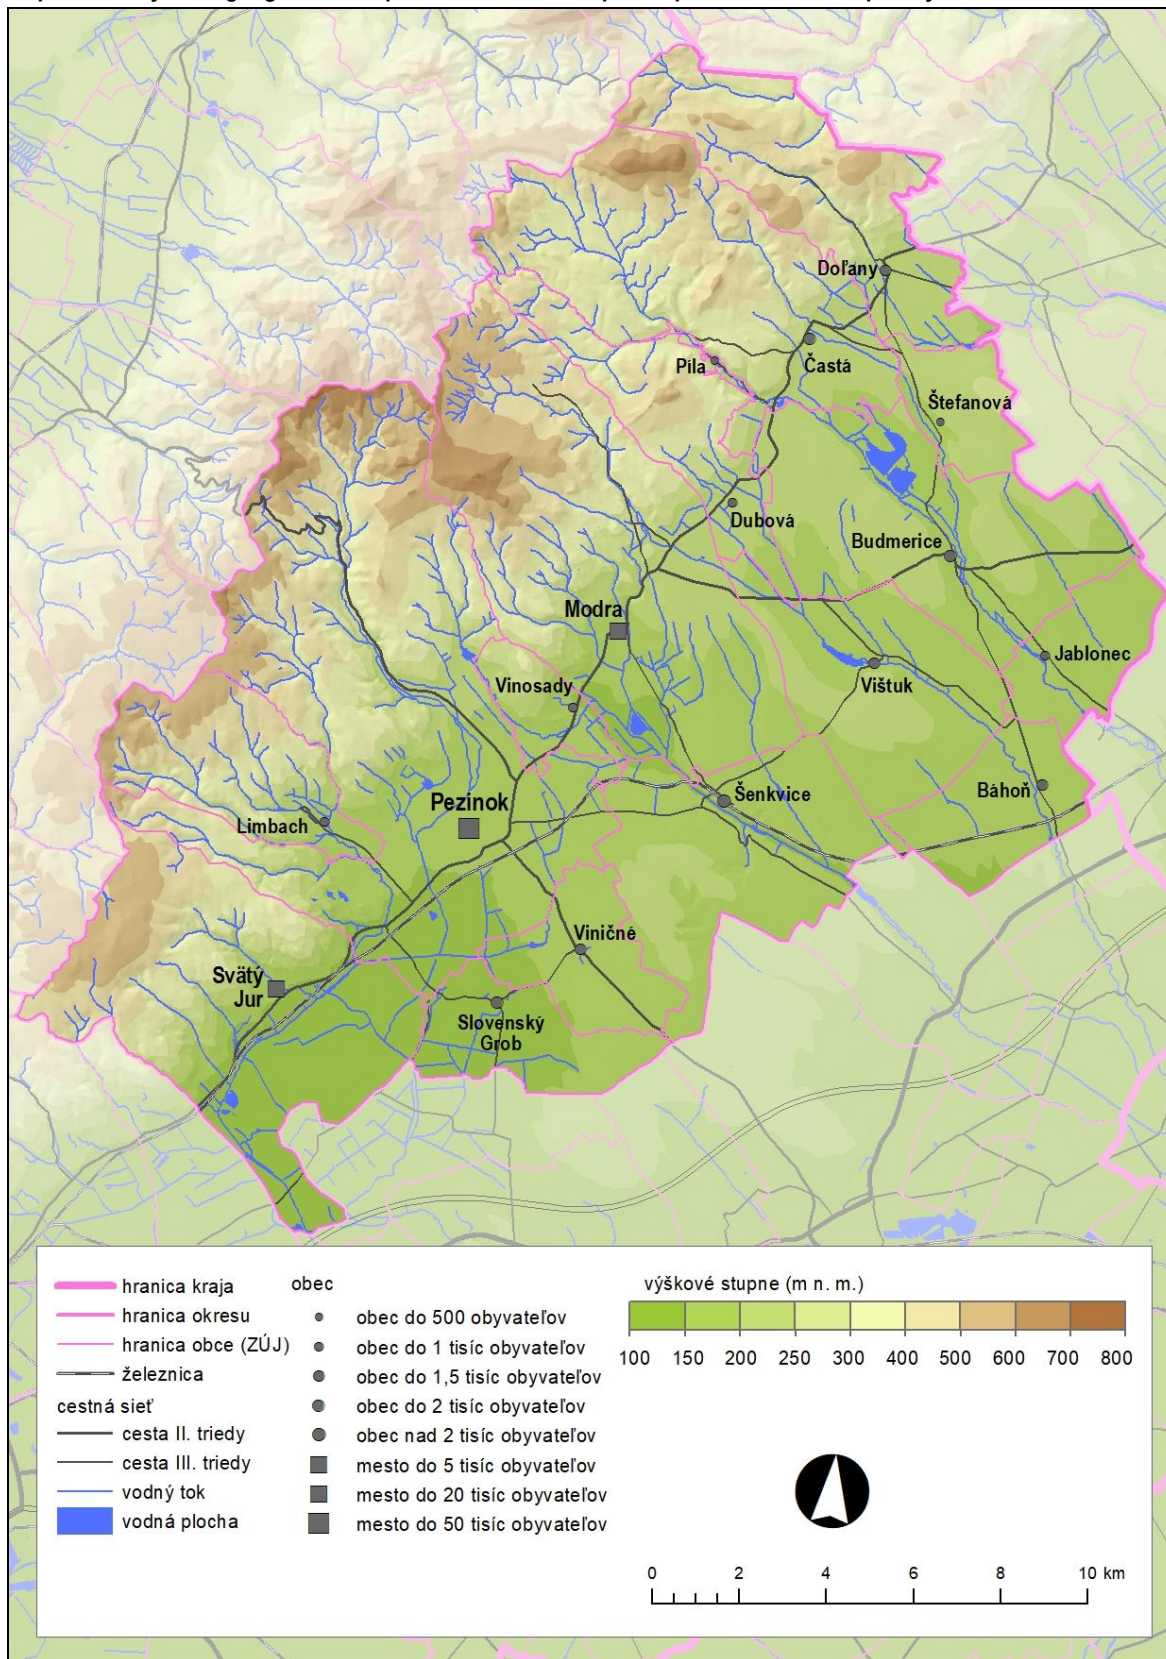 Doľany
Častá
Píla
Štefanová
Dubová
Budmerice
Modra
Jablonec
Vištuk
Vinosady
Báhoň
Šenkvice
Pezinok
Limbach
Viničné
Svätý
Jur
Slovenský
Grob
hranica kraja
hranica okresu
hranica obce (ZÚJ)
železnica
cestná sieť
cesta II. triedy
cesta III. triedy
vodný tok
vodná plocha
obec
obec do 500 obyvateľov
obec do 1 tisíc obyvateľov
obec do 1,5 tisíc obyvateľov
obec do 2 tisíc obyvateľov
obec nad 2 tisíc obyvateľov
mesto do 5 tisíc obyvateľov
mesto do 20 tisíc obyvateľov
mesto do 50 tisíc obyvateľov
výškové stupne (m n. m.)
100 150 200 250 300 400 500 600 700 800
0 2 4 6 8 10 km